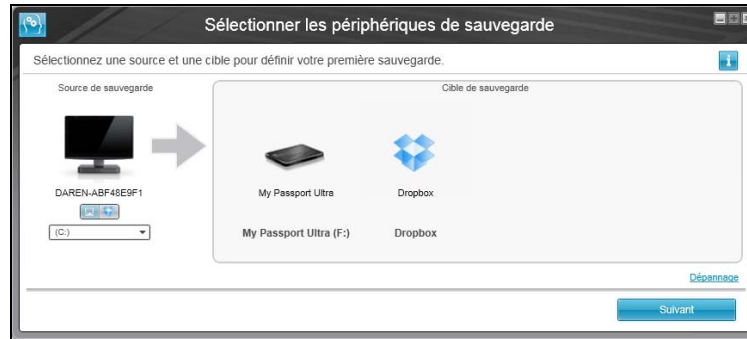 Sélectionner les périphériques de sauvegarde
Sélectionnez une source et une cible pour définir votre première sauvegarde.
Source de sauvegarde
Cible de sauvegarde
DAREN-ABF48E9F1
My Passport Ultra
Dropbox
(C:)
My Passport Ultra (F:)
Dropbox
Dépannage
Suivant